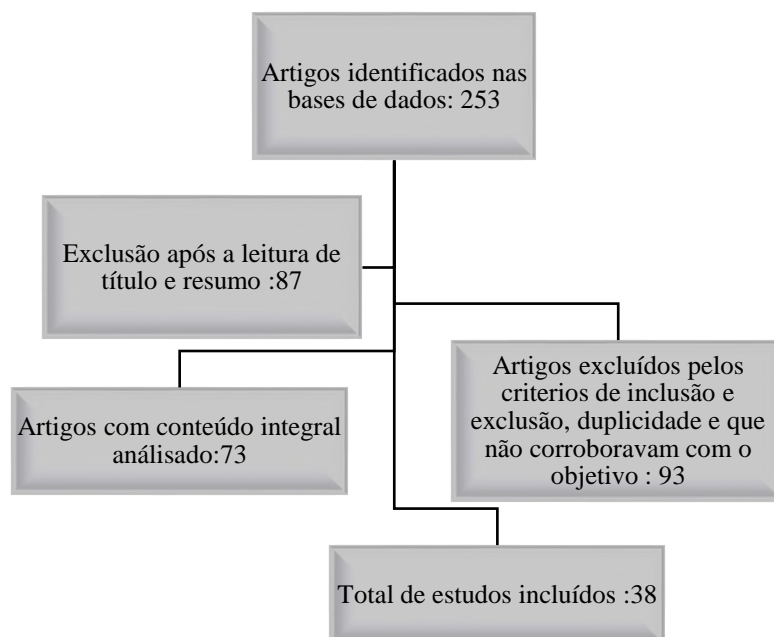 Artigos identificados nas
bases de dados: 253
Exclusão após a leitura de
título e resumo :87
Artigos excluídos pelos
criterios de inclusão e
exclusão, duplicidade e que
não corroboravam com o
objetivo : 93
Artigos com conteúdo integral
análisado:73
Total de estudos incluídos :38